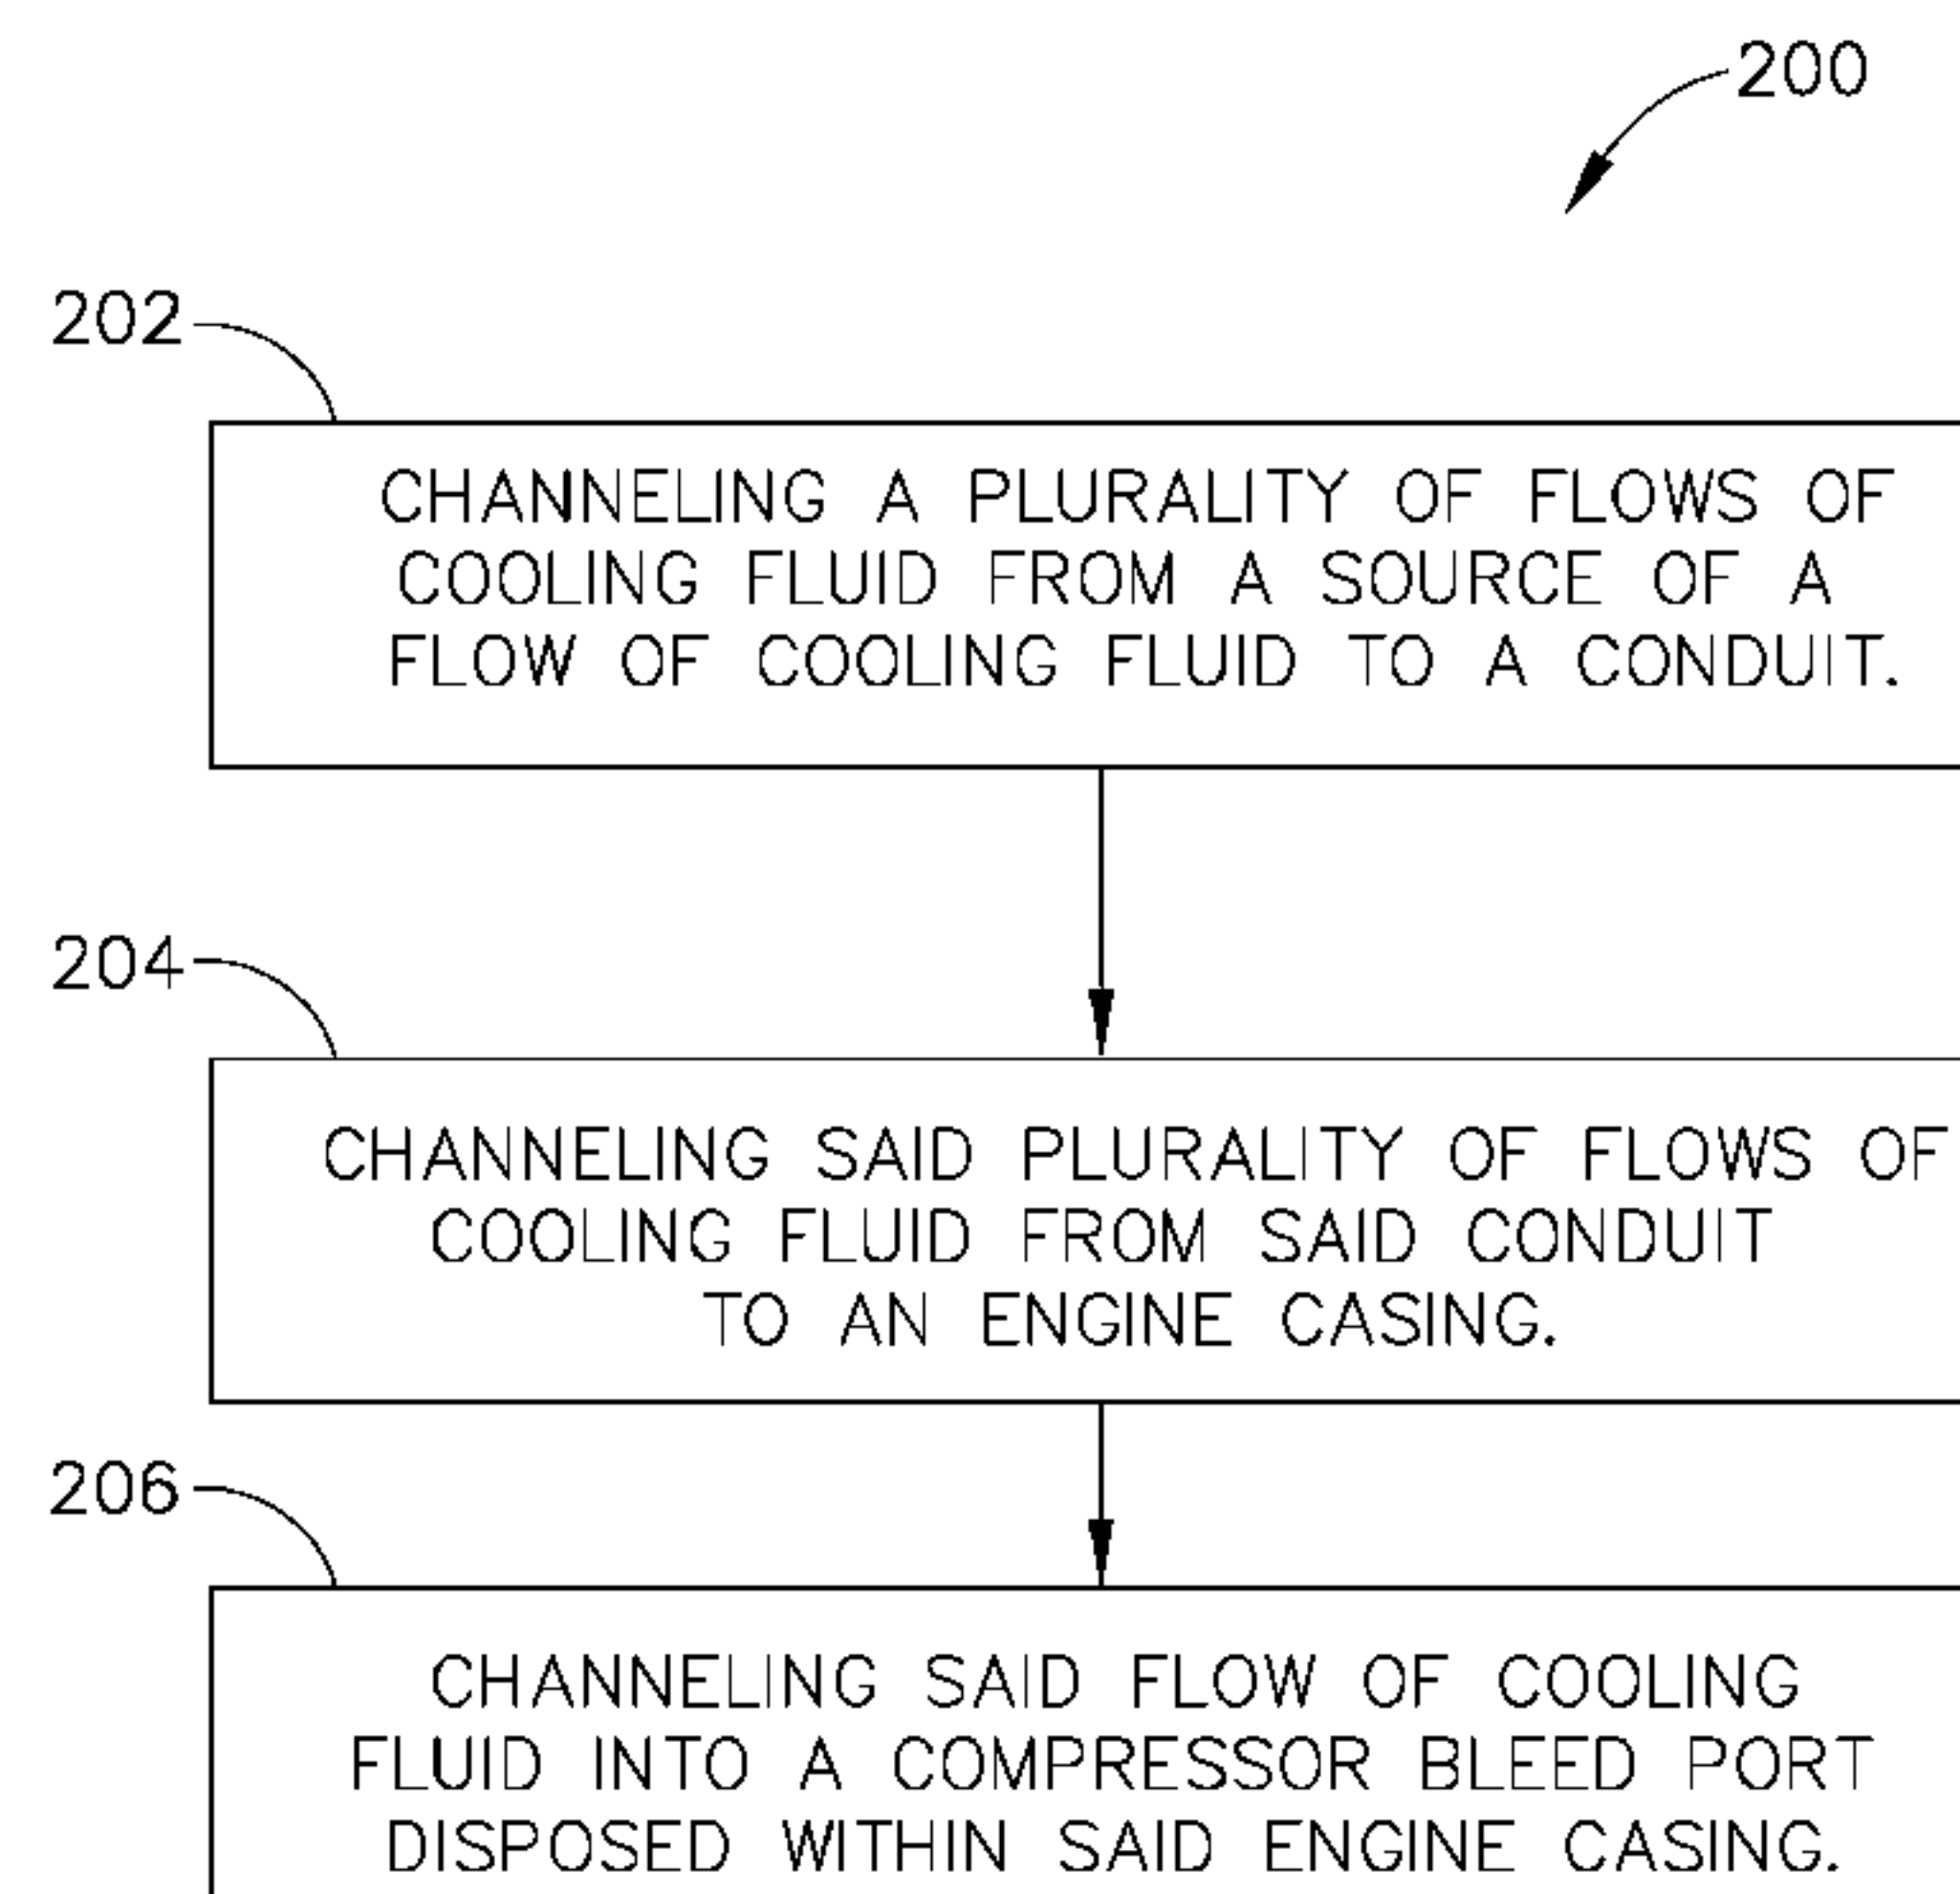 200
202
CHANNELING A PLURALITY OF FLOWS OF
COOLING FLUID FROM A SOURCE OF A
FLOW OF COOLING FLUID TO A CONDUIT.
204
CHANNELING SAID PLURALITY OF FLOWS OF
COOLING FLUID FROM SAID CONDUIT
TO AN ENGINE CASING.
206
CHANNELING SAID FLOW OF COOLING
FLUID INTO A COMPRESSOR BLEED PORT
DISPOSED WITHIN SAID ENGINE CASING.